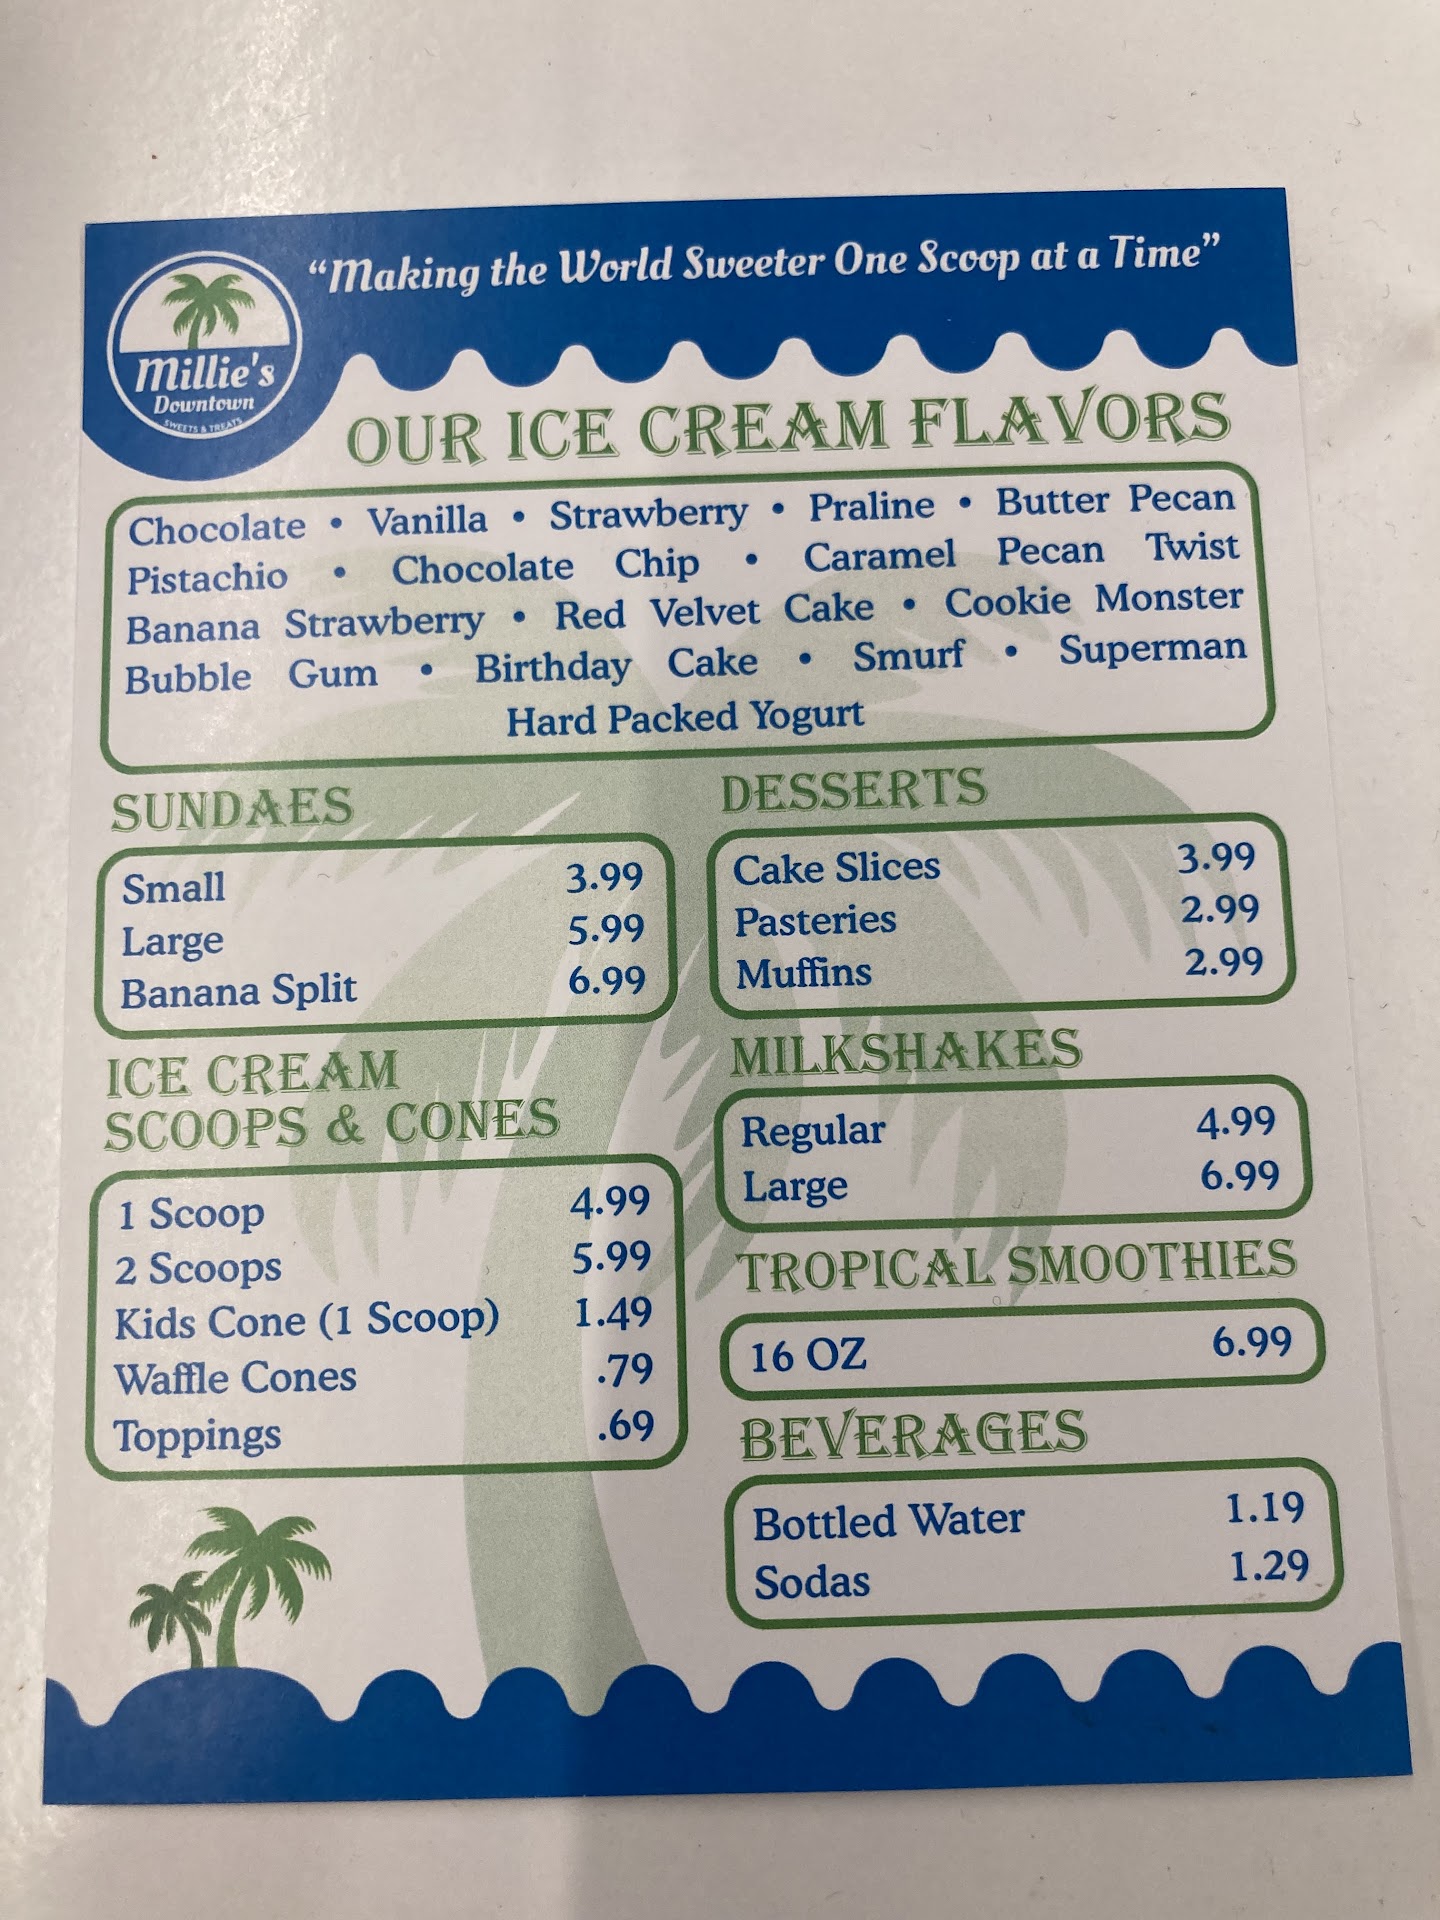 "Making the World Sweeter One Scoop at a Time"
Millie's
Downtown
SWEETS & TREATS
OUR ICE CREAM FLAVORS
Chocolate • Vanilla • Strawberry • Praline • Butter Pecan
Pistachio • Chocolate Chip • Caramel Pecan Twist
Banana Strawberry • Red Velvet Cake • Cookie Monster
Bubble Gum • Birthday Cake • Smurf • Superman
Hard Packed Yogurt
SUNDAES
Small 3.99
Large 5.99
Banana Split 6.99
ICE CREAM
SCOOPS & CONES
1 Scoop 4.99
2 Scoops 5.99
Kids Cone (1 Scoop) 1.49
Waffle Cones .79
Toppings .69
DESSERTS
Cake Slices 3.99
Pasteries 2.99
Muffins 2.99
MILKSHAKES
Regular 4.99
Large 6.99
TROPICAL SMOOTHIES
16 OZ 6.99
BEVERAGES
Bottled Water 1.19
Sodas 1.29